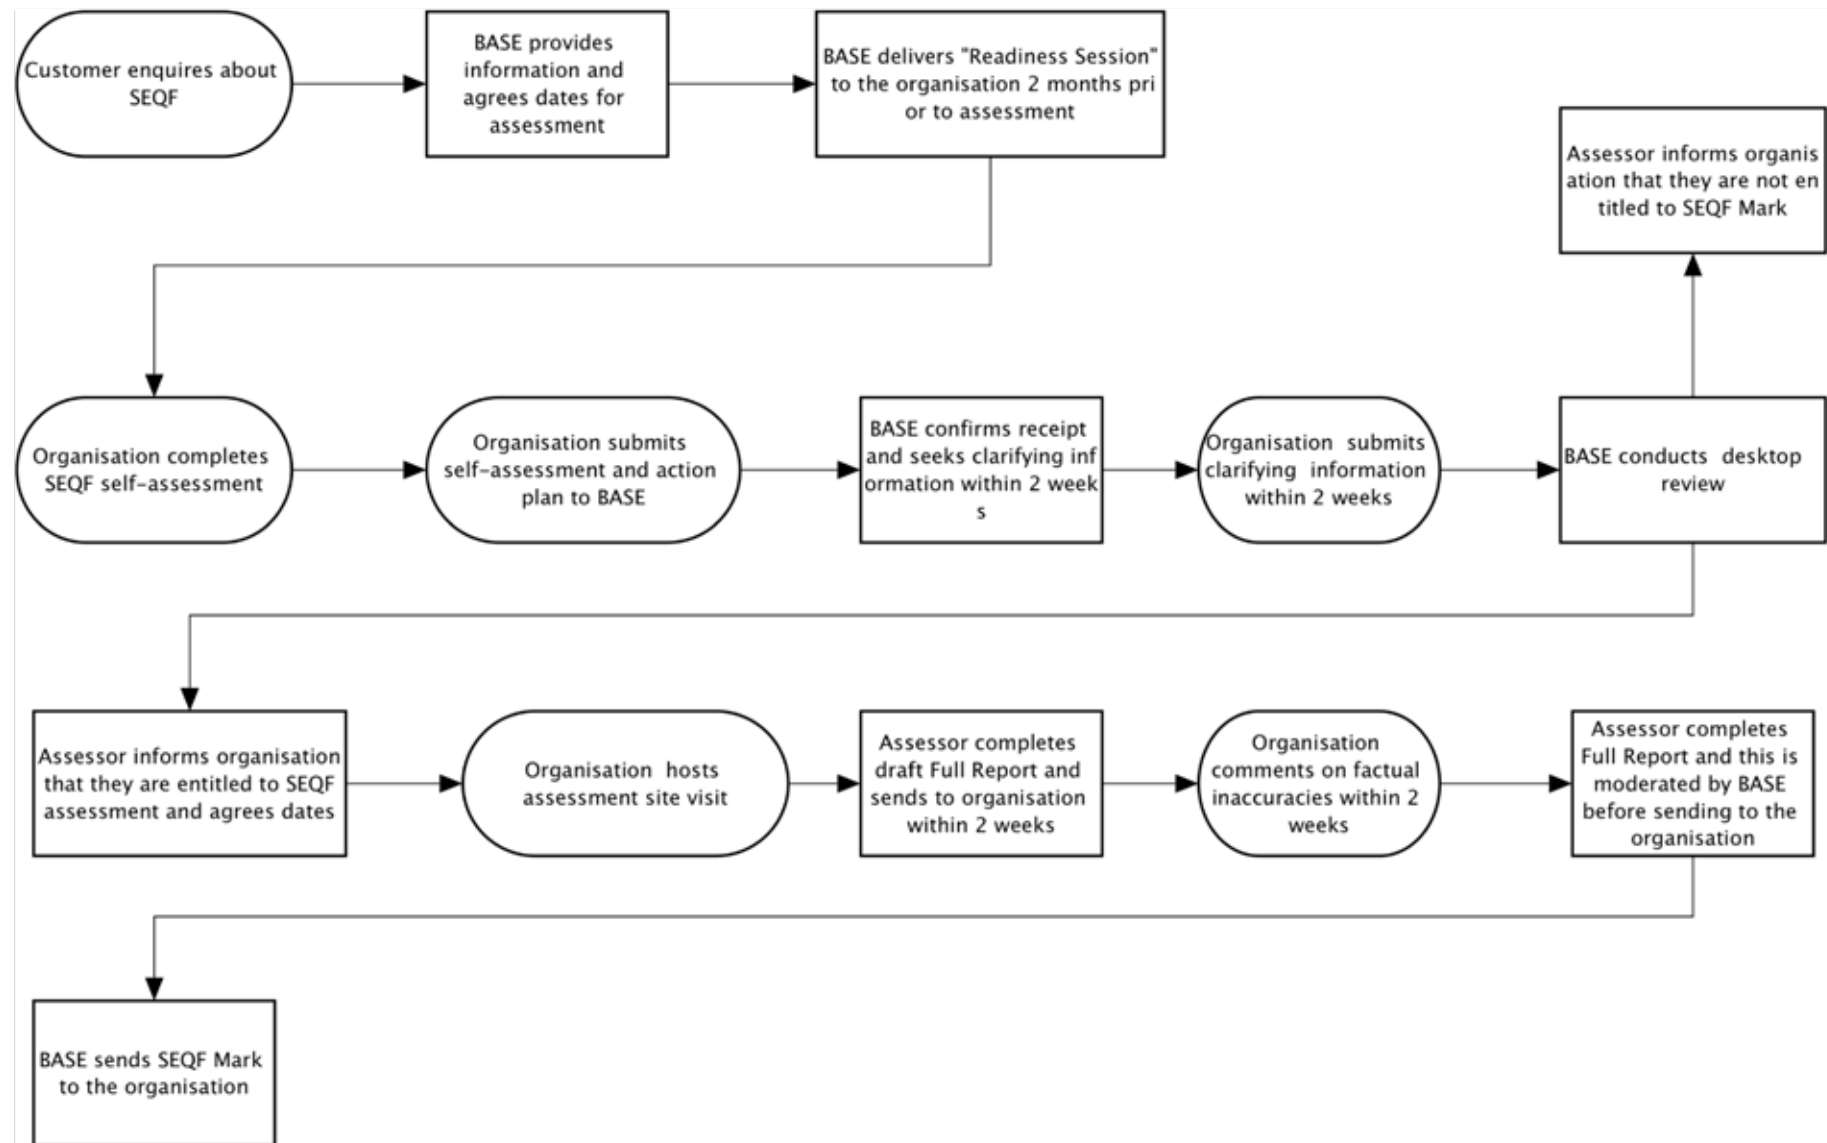 Customer enquires about
SEQF
BASE provides
information and
agrees dates for
assessment
BASE delivers "Readiness Session"
to the organisation 2 months pri
or to assessment
Assessor informs organis
ation that they are not en
titled to SEQF Mark
Organisation completes
SEQF self-assessment
Organisation submits
self-assessment and action
plan to BASE
BASE confirms receipt
and seeks clarifying inf
ormation within 2 week
s
Organisation submits
clarifying information
within 2 weeks
BASE conducts desktop
review
Assessor informs organisation
that they are entitled to SEQF
assessment and agrees dates
Organisation hosts
assessment site visit
Assessor completes
draft Full Report and
sends to organisation
within 2 weeks
Organisation
comments on factual
inaccuracies within 2
weeks
Assessor completes
Full Report and this is
moderated by BASE
before sending to the
organisation
BASE sends SEQF Mark
to the organisation